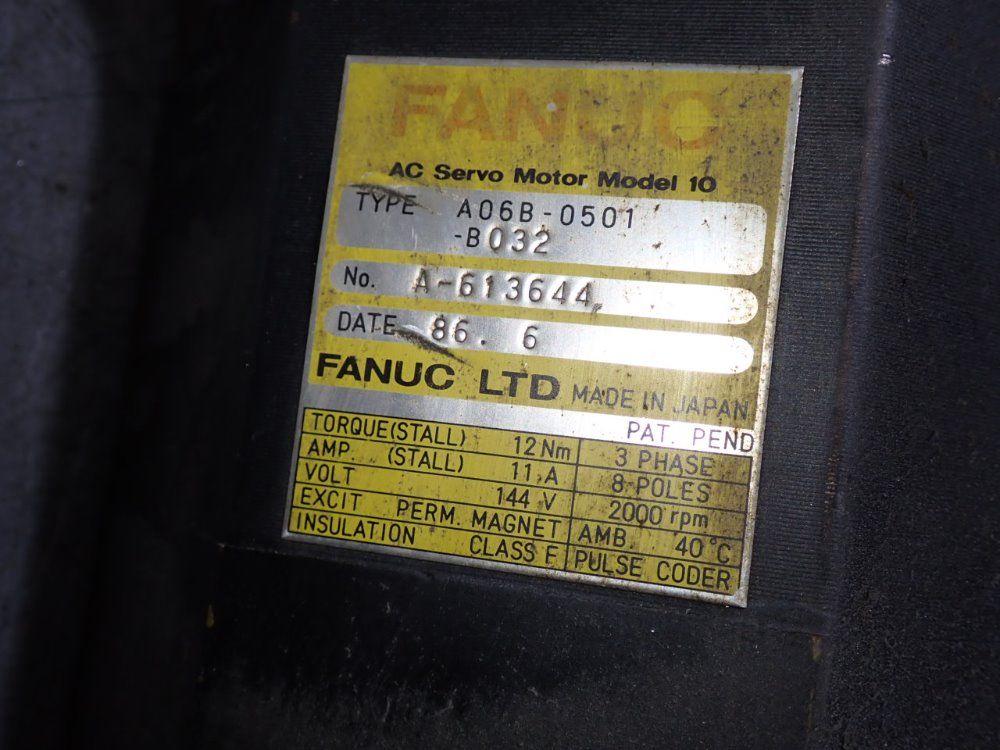 FANUC
AC Servo Motor Model 10
TYPE A06B-0501
-B032
No. A-613644
DATE 86. 6
FANUC LTD MADE IN JAPAN
PAT. PEND
TORQUE(STALL) 12 Nm 3 PHASE
AMP. (STALL) 11 A 8 POLES
VOLT 144 V 2000 rpm
EXCIT PERM. MAGNET AMB 40 °C
INSULATION CLASS F PULSE CODER